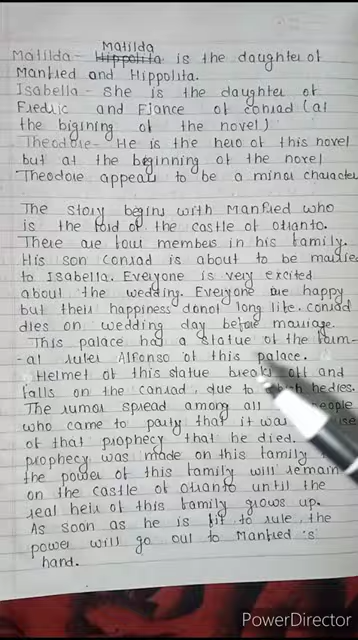 Matilda
Matilda- Hippolita is the daughter of
Manfred and Hippolita.
Isabella - She is the daughter of
Fredric and Fiance of conrad (at
the bigining of the novel)
Theodore - He is the hero of this novel
but at the beginning of the novel
Theodore appears to be a minor character
The story begins with Manfred who
is the lord of the castle of otranto.
There are four members in his family.
His son Conrad is about to be married
to Isabella. Everyone is very excited
about the wedding. Everyone are happy
but their happiness donot long life. conrad
dies on wedding day before marriage.
This palace has a statue of the form-
-al ruler Alfonso of this palace.
Helmet of this statue breaks off and
falls on the Conrad, due to which he dies.
The rumor spread among all people
who came to party that it was
of that prophecy that he died.
prophecy was made on this family
the power of this family will remain
on the castle of otranto until the
real heir of this family grows up.
As soon as he is fit to rule, the
power will go out to Manfred 's'
hand.
PowerDirector